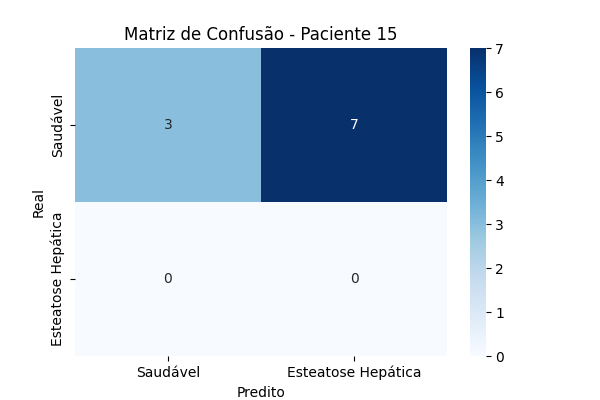 Matriz de Confusão - Paciente 15
Real
Saudável
3
7
Esteatose Hepática
0
0
Saudável
Esteatose Hepática
Predito
7
6
5
4
3
2
1
0